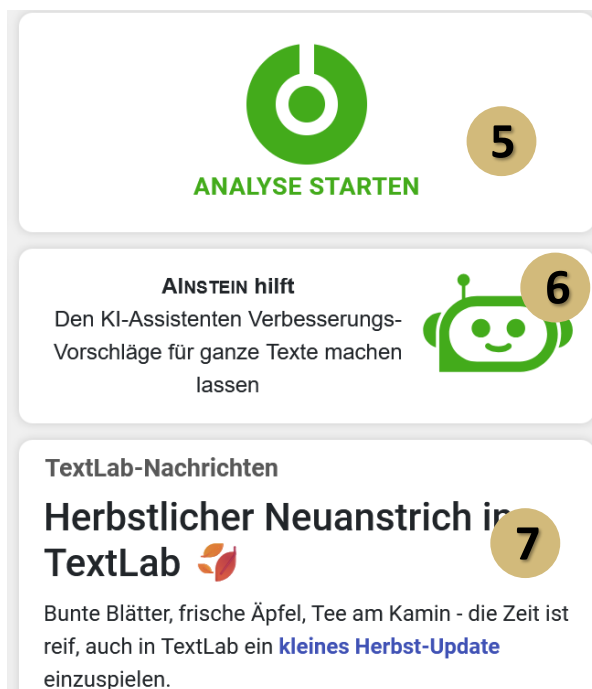 5
ANALYSE STARTEN
6
AINSTEIN hilft
Den KI-Assistenten Verbesserungs-
Vorschläge für ganze Texte machen
lassen
TextLab-Nachrichten
Herbstlicher Neuanstrich in
7
TextLab
Bunte Blätter, frische Äpfel, Tee am Kamin - die Zeit ist
reif, auch in TextLab ein kleines Herbst-Update
einzuspielen.